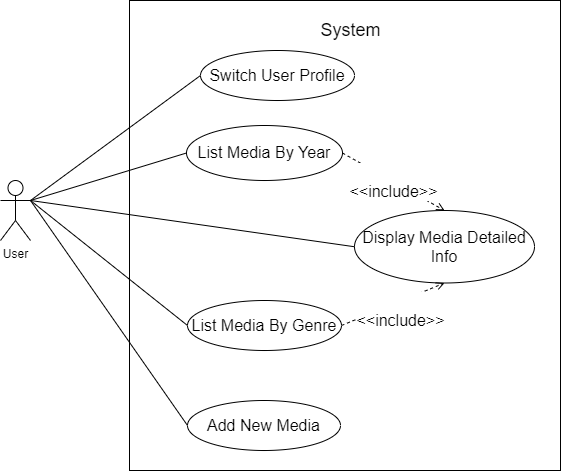 System
Switch User Profile
List Media By Year
<<include>>
Display Media Detailed
Info
User
List Media By Genre
<<include>>
Add New Media